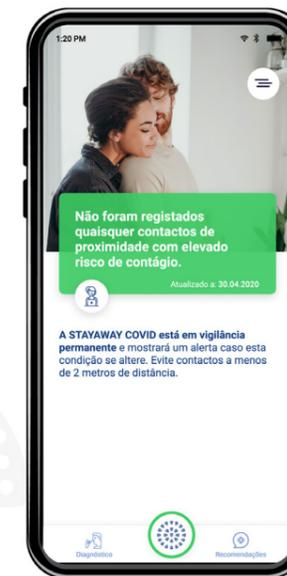 1:20 PM
Não foram registados
quaisquer contactos de
proximidade com elevado
risco de contágio.
Atualizado a: 30.04.2020
A STAYAWAY COVID está em vigilância
permanente e mostrará um alerta caso esta
condição se altere. Evite contactos a menos
de 2 metros de distância.
Diagnóstico
Recomendações